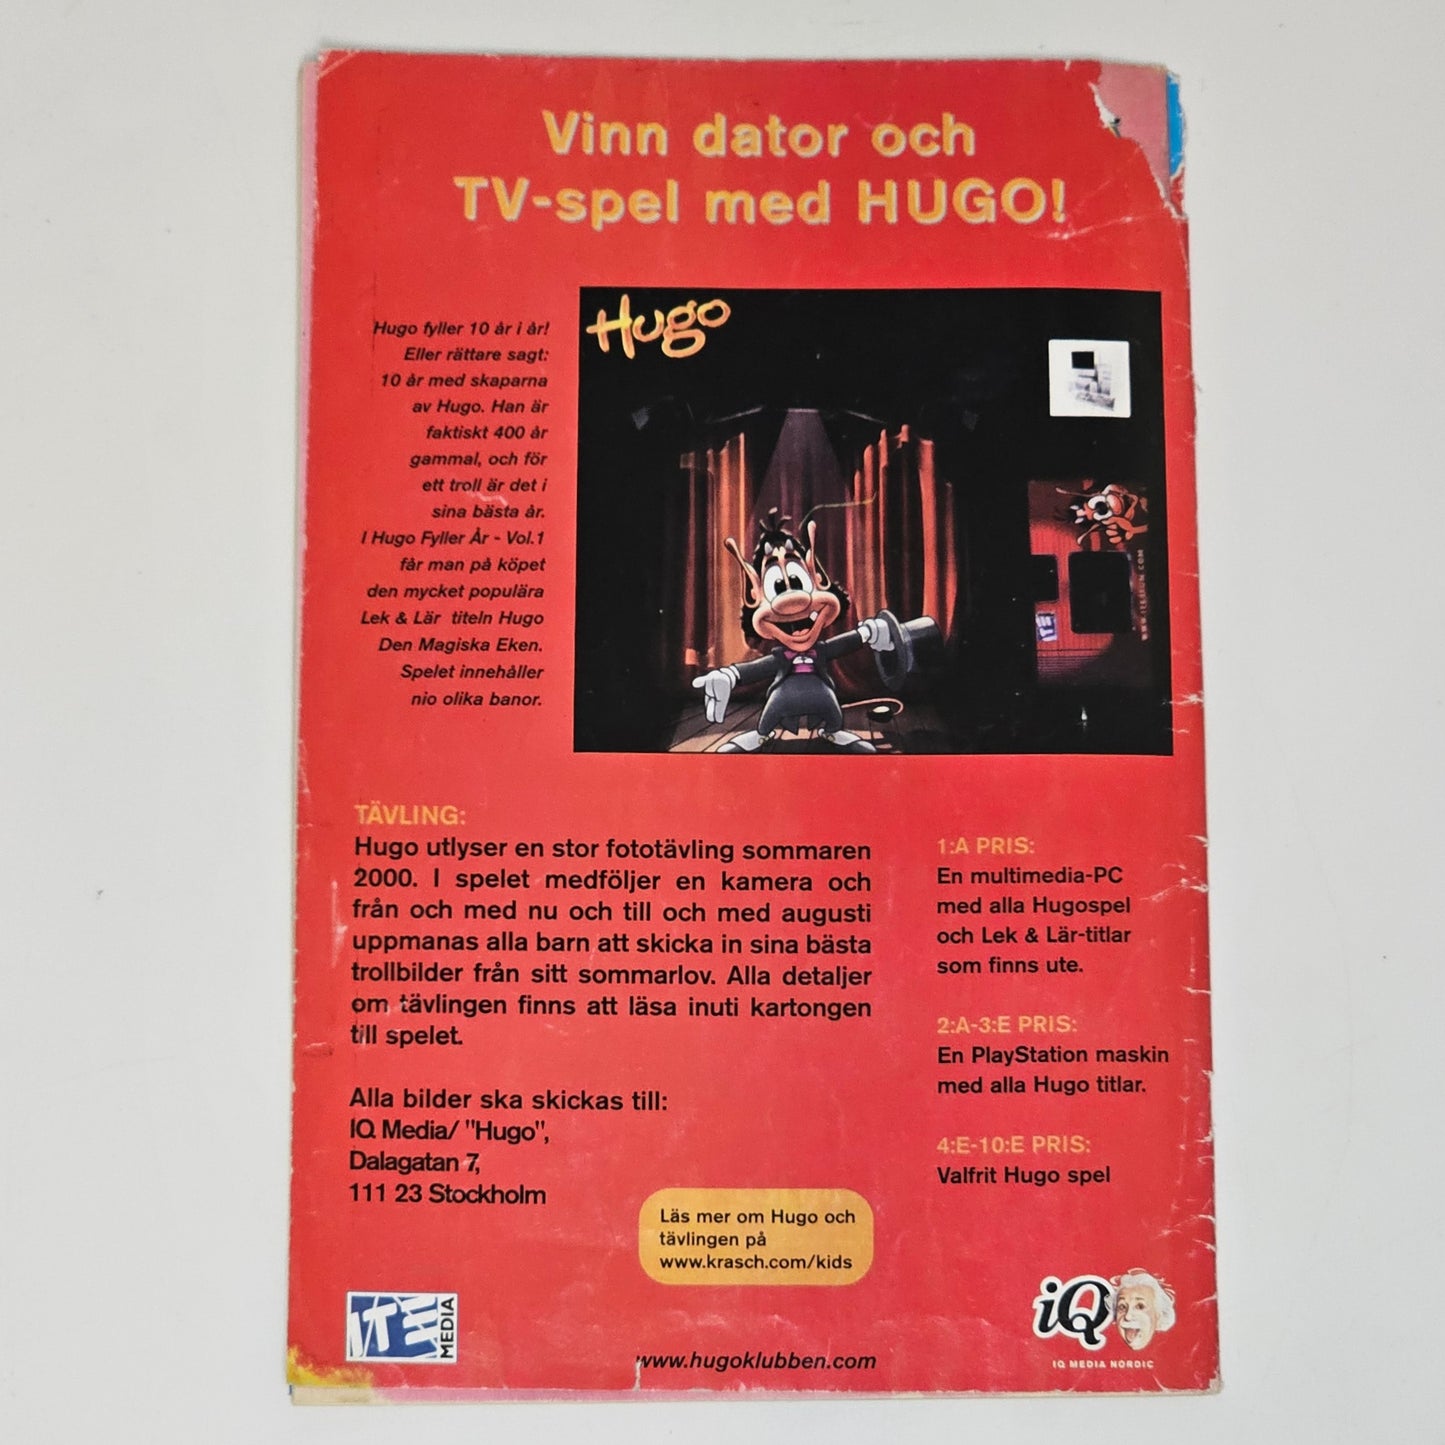 Vinn dator och
TV-spel med HUGO!
Hugo
Hugo fyller 10 år i år!
Eller rättare sagt:
10 år med skaparna
av Hugo. Han är
faktiskt 400 år
gammal, och för
ett troll är det i
sina bästa år.
I Hugo Fyller År - Vol.1
får man på köpet
den mycket populära
Lek & Lär titeln Hugo
Den Magiska Eken.
Spelet innehåller
nio olika banor.
TÄVLING:
Hugo utlyser en stor fototävling sommaren
2000. I spelet medföljer en kamera och
från och med nu och till och med augusti
uppmanas alla barn att skicka in sina bästa
trollbilder från sitt sommarlov. Alla detaljer
om tävlingen finns att läsa inuti kartongen
till spelet.
Alla bilder ska skickas till:
IQ Media/ "Hugo",
Dalagatan 7,
111 23 Stockholm
1:A PRIS:
En multimedia-PC
med alla Hugospel
och Lek & Lär-titlar
som finns ute.
2:A-3:E PRIS:
En PlayStation maskin
med alla Hugo titlar.
4:E-10:E PRIS:
Valfrit Hugo spel
Läs mer om Hugo och
tävlingen på
www.krasch.com/kids
ITE
MEDIA
www.hugoklubben.com
iQ
IQ MEDIA NORDIC